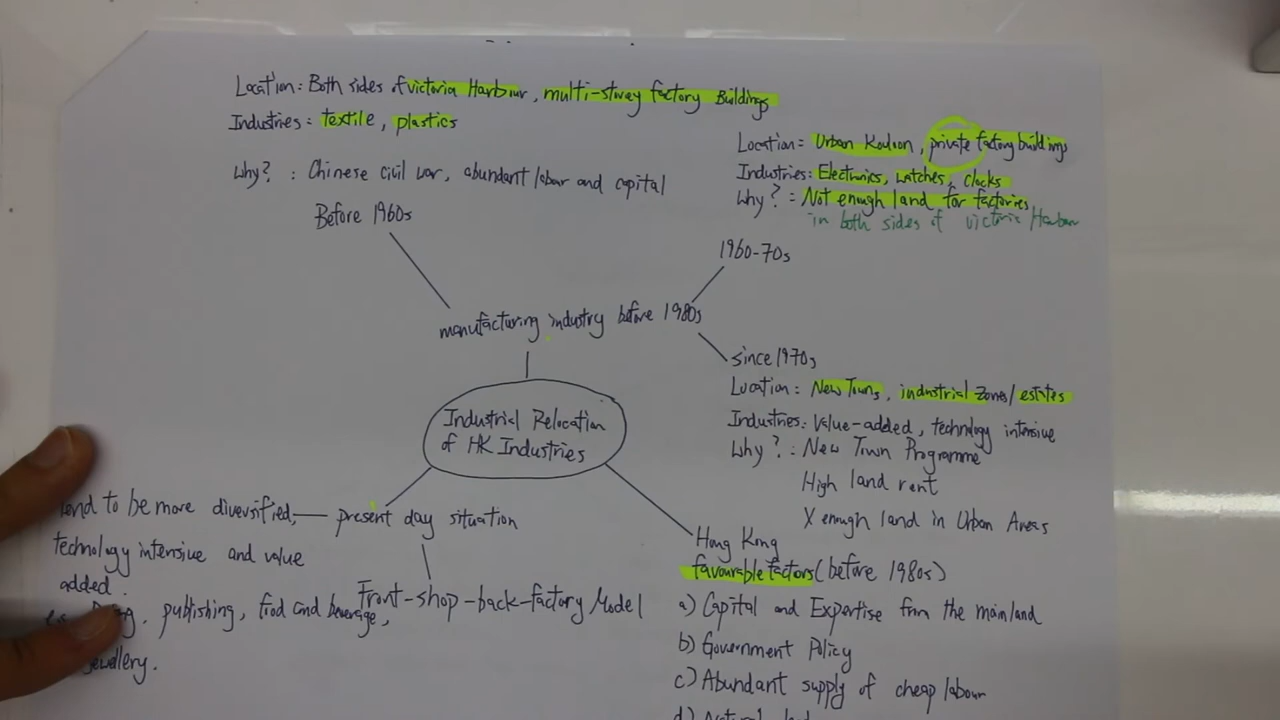 Location: Both sides of victoria Harbour, multi-storey factory Buildings
Industries: textile, plastics
Why?: Chinese civil war, abundant labor and capital
Before 1960s
Location: Urban Kowloon, private factory buildings
Industries: Electronics, watches, clocks
Why?: Not enough land for factories
in both sides of victoria Harbour
1960-70s
manufacturing industry before 1980s
since 1970s
Location: New Towns, industrial Zones/estates
Industries: Value-added, technology intensive
Why?: New Town Programme
High land rent
X enough land in Urban Areas
Industrial Relocation
of HK Industries
present day situation
tend to be more diversified,
technology intensive and value
added.
publishing, food and beverage,
jewellery.
Front-shop-back-factory Model
Hong Kong
favourable factors (before 1980s)
a) Capital and Expertise from the mainland
b) Government Policy
c) Abundant supply of cheap labour
d)